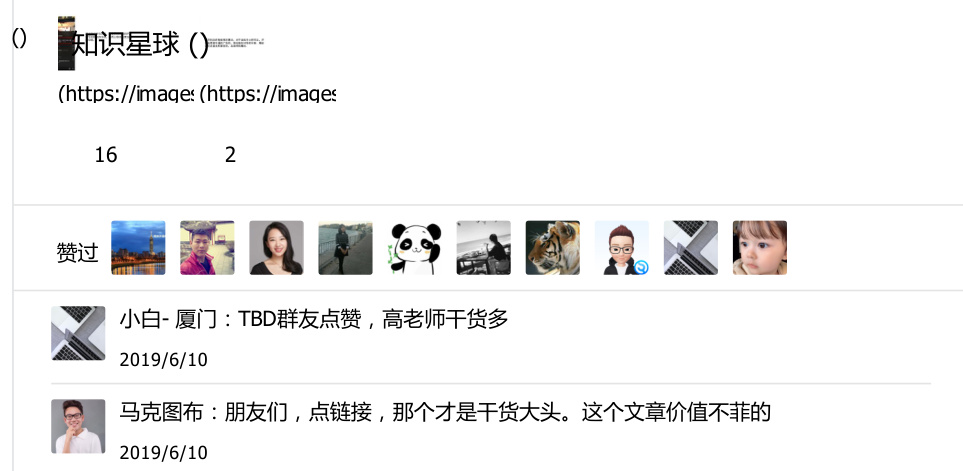 ()
知识星球 ()
(https://images (https://images
16 2
赞过
小白- 厦门：TBD群友点赞，高老师干货多
2019/6/10
马克图布：朋友们，点链接，那个才是干货大头。这个文章价值不菲的
2019/6/10